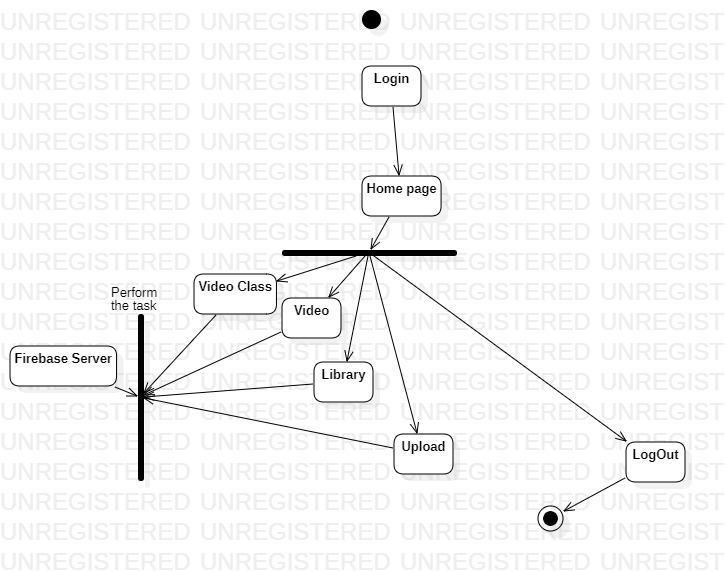 UNREGISTERED UNREGISTERED UNREGISTERED UNREGIST
Login
Home page
Video Class
Perform
the task
Video
Firebase Server
Library
Upload
LogOut